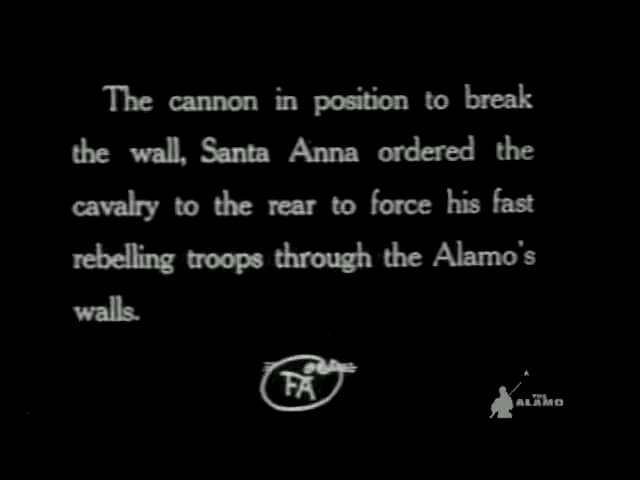 The cannon in position to break
the wall, Santa Anna ordered the
cavalry to the rear to force his fast
rebelling troops through the Alamo's
walls.
FA
THE
ALAMO